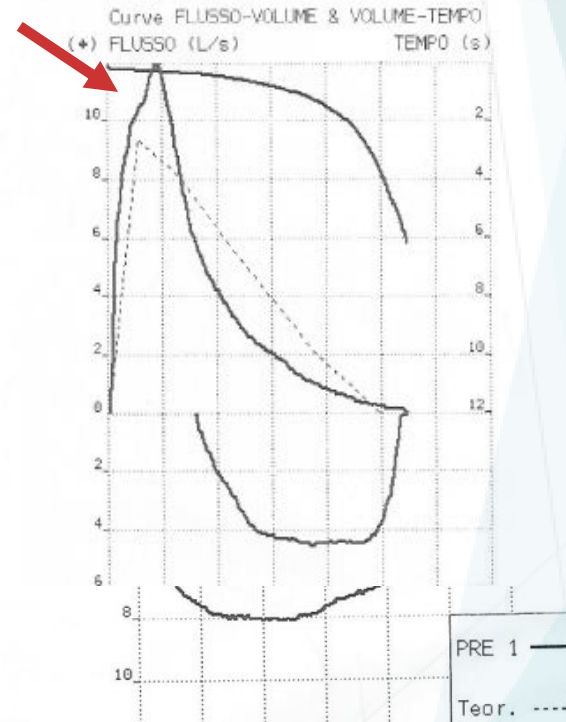 Curve FLUSSO-VOLUME & VOLUME-TEMPO
(+) FLUSSO (L/s) TEMPO (s)
10 2
8 4
6 6
4 8
2 10
0 12
2
4
6
8
10
PRE 1
Teor.